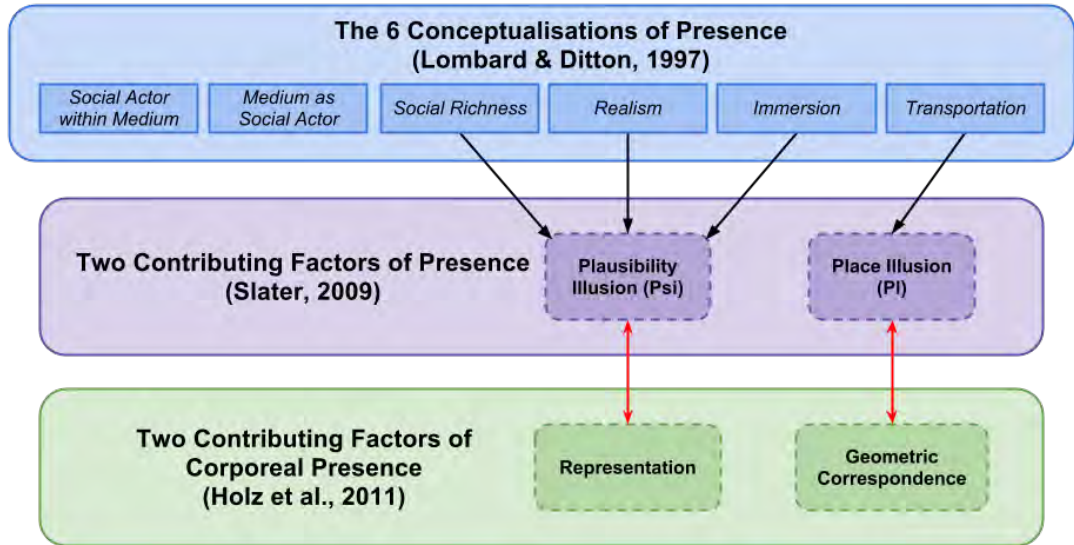 The 6 Conceptualisations of Presence
(Lombard & Ditton, 1997)
Social Actor
within Medium
Medium as
Social Actor
Social Richness
Realism
Immersion
Transportation
Two Contributing Factors of Presence
(Slater, 2009)
Plausibility
Illusion (Psi)
Place Illusion
(PI)
Two Contributing Factors of
Corporeal Presence
(Holz et al., 2011)
Representation
Geometric
Correspondence